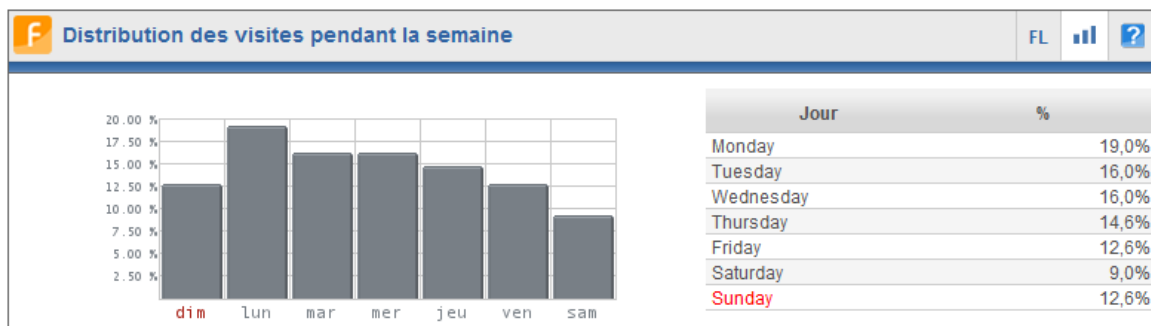 Distribution des visites pendant la semaine
FL
?
20.00 %
17.50 %
15.00 %
12.50 %
10.00 %
7.50 %
5.00 %
2.50 %
dim lun mar mer jeu ven sam
Jour %
Monday 19,0%
Tuesday 16,0%
Wednesday 16,0%
Thursday 14,6%
Friday 12,6%
Saturday 9,0%
Sunday 12,6%